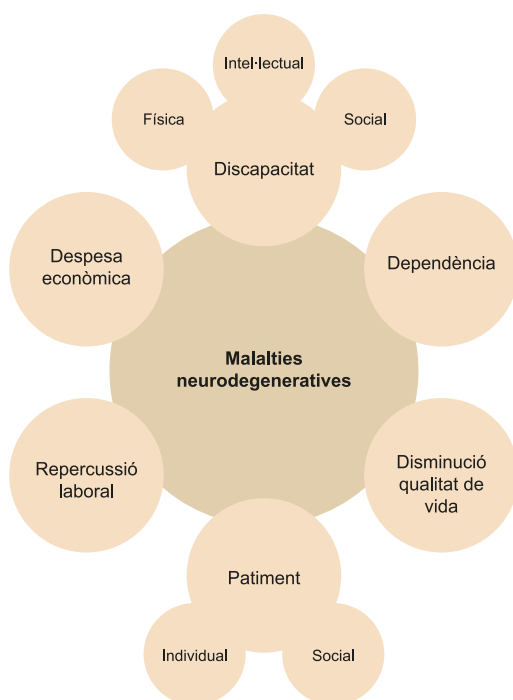 Intel·lectual
Física
Social
Discapacitat
Despesa
econòmica
Dependència
Malalties
neurodegeneratives
Repercussió
laboral
Disminució
qualitat de
vida
Patiment
Individual
Social